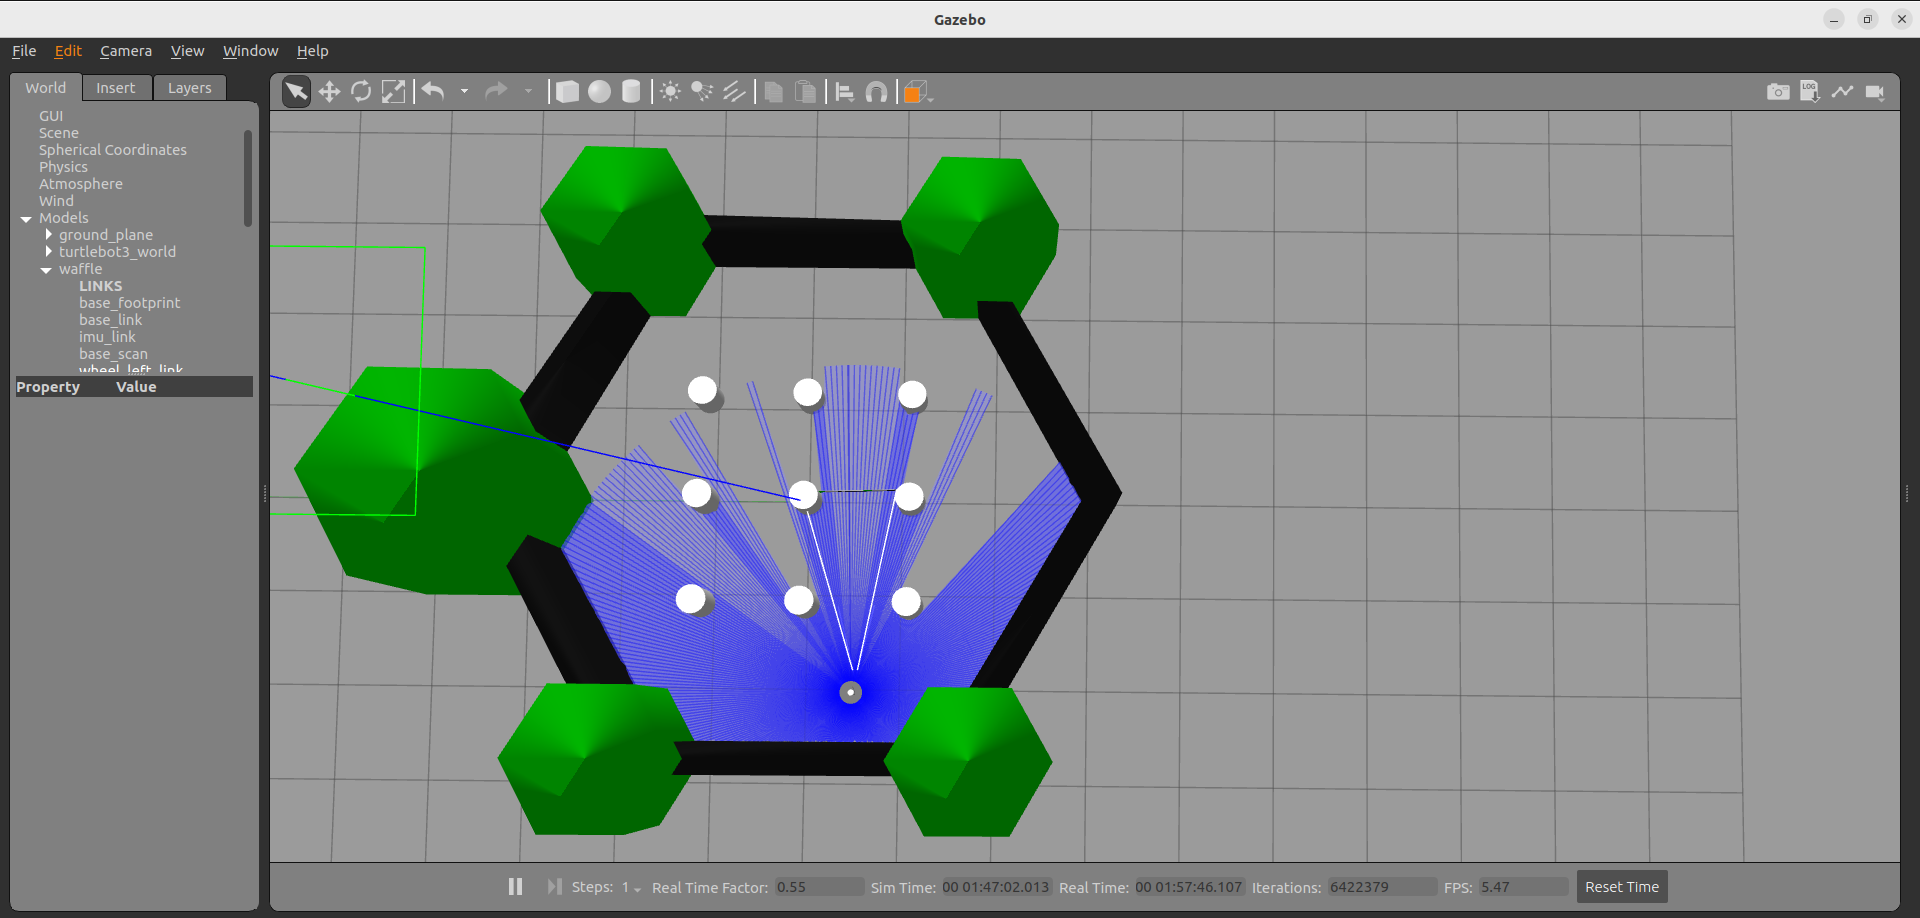 Gazebo
File Edit Camera View Window Help
World Insert Layers
LOG
GUI
Scene
Spherical Coordinates
Physics
Atmosphere
Wind
Models
ground_plane
turtlebot3_world
waffle
LINKS
base_footprint
base_link
imu_link
base_scan
wheel_left_link
Property Value
Steps: 1 Real Time Factor: 0.55 Sim Time: 00 01:47:02.013 Real Time: 00 01:57:46.107 Iterations: 6422379 FPS: 5.47 Reset Time